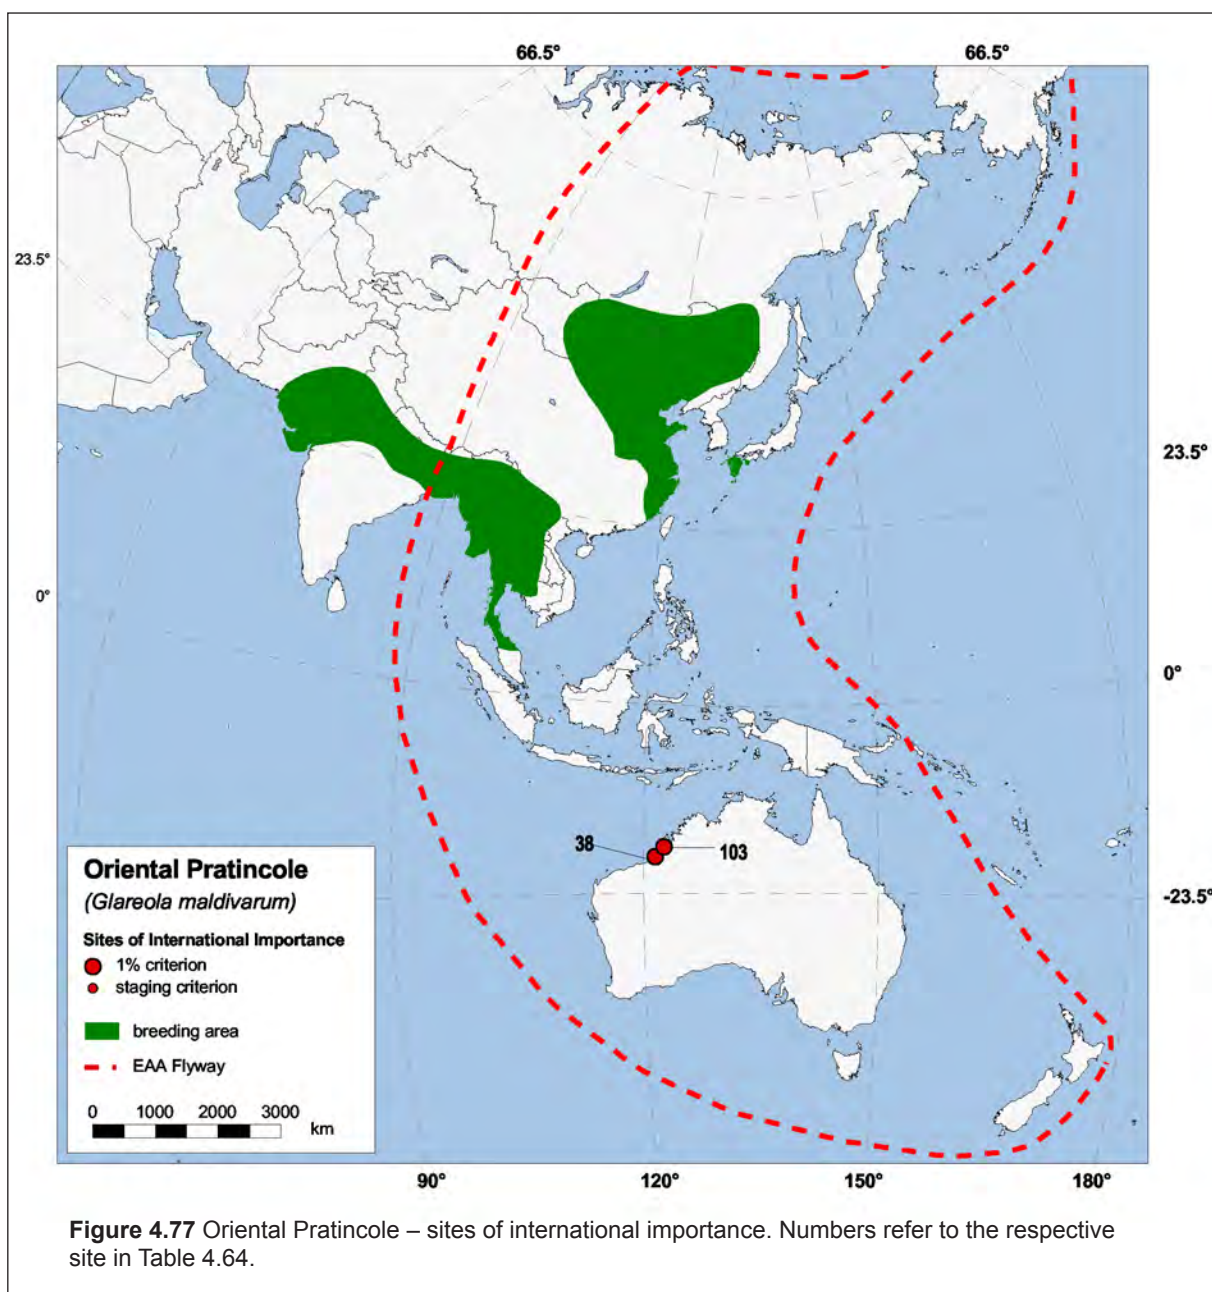 66.5° 66.5°
23.5°
23.5°
0°
0°
38 103
-23.5°
Oriental Pratincole
(Glareola maldivarum)
Sites of International Importance
1% criterion
staging criterion
breeding area
EAA Flyway
0 1000 2000 3000
km
90° 120° 150° 180°
Figure 4.77 Oriental Pratincole – sites of international importance. Numbers refer to the respective
site in Table 4.64.